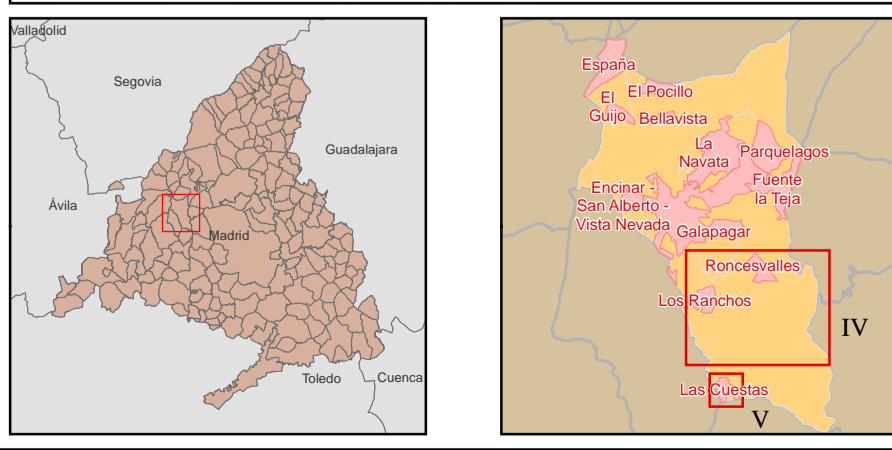 Valladolid
Segovia
Guadalajara
Ávila
Madrid
Toledo
Cuenca
España
El Pocillo
El
Guijo
Bellavista
La
Navata
Parquelagos
Fuente
la Teja
Encinar -
San Alberto -
Vista Nevada
Galapagar
Roncesvalles
Los Ranchos
IV
Las Cuestas
V